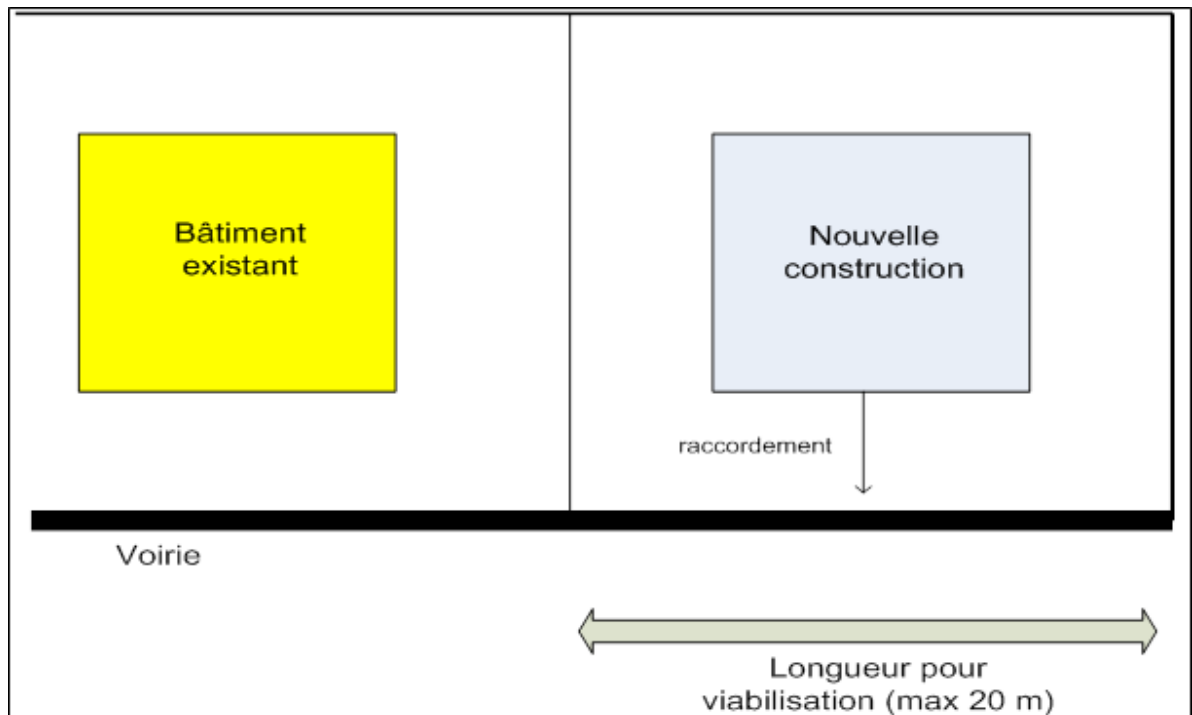 Bâtiment
existant
Nouvelle
construction
raccordement
Voirie
Longueur pour
viabilisation (max 20 m)